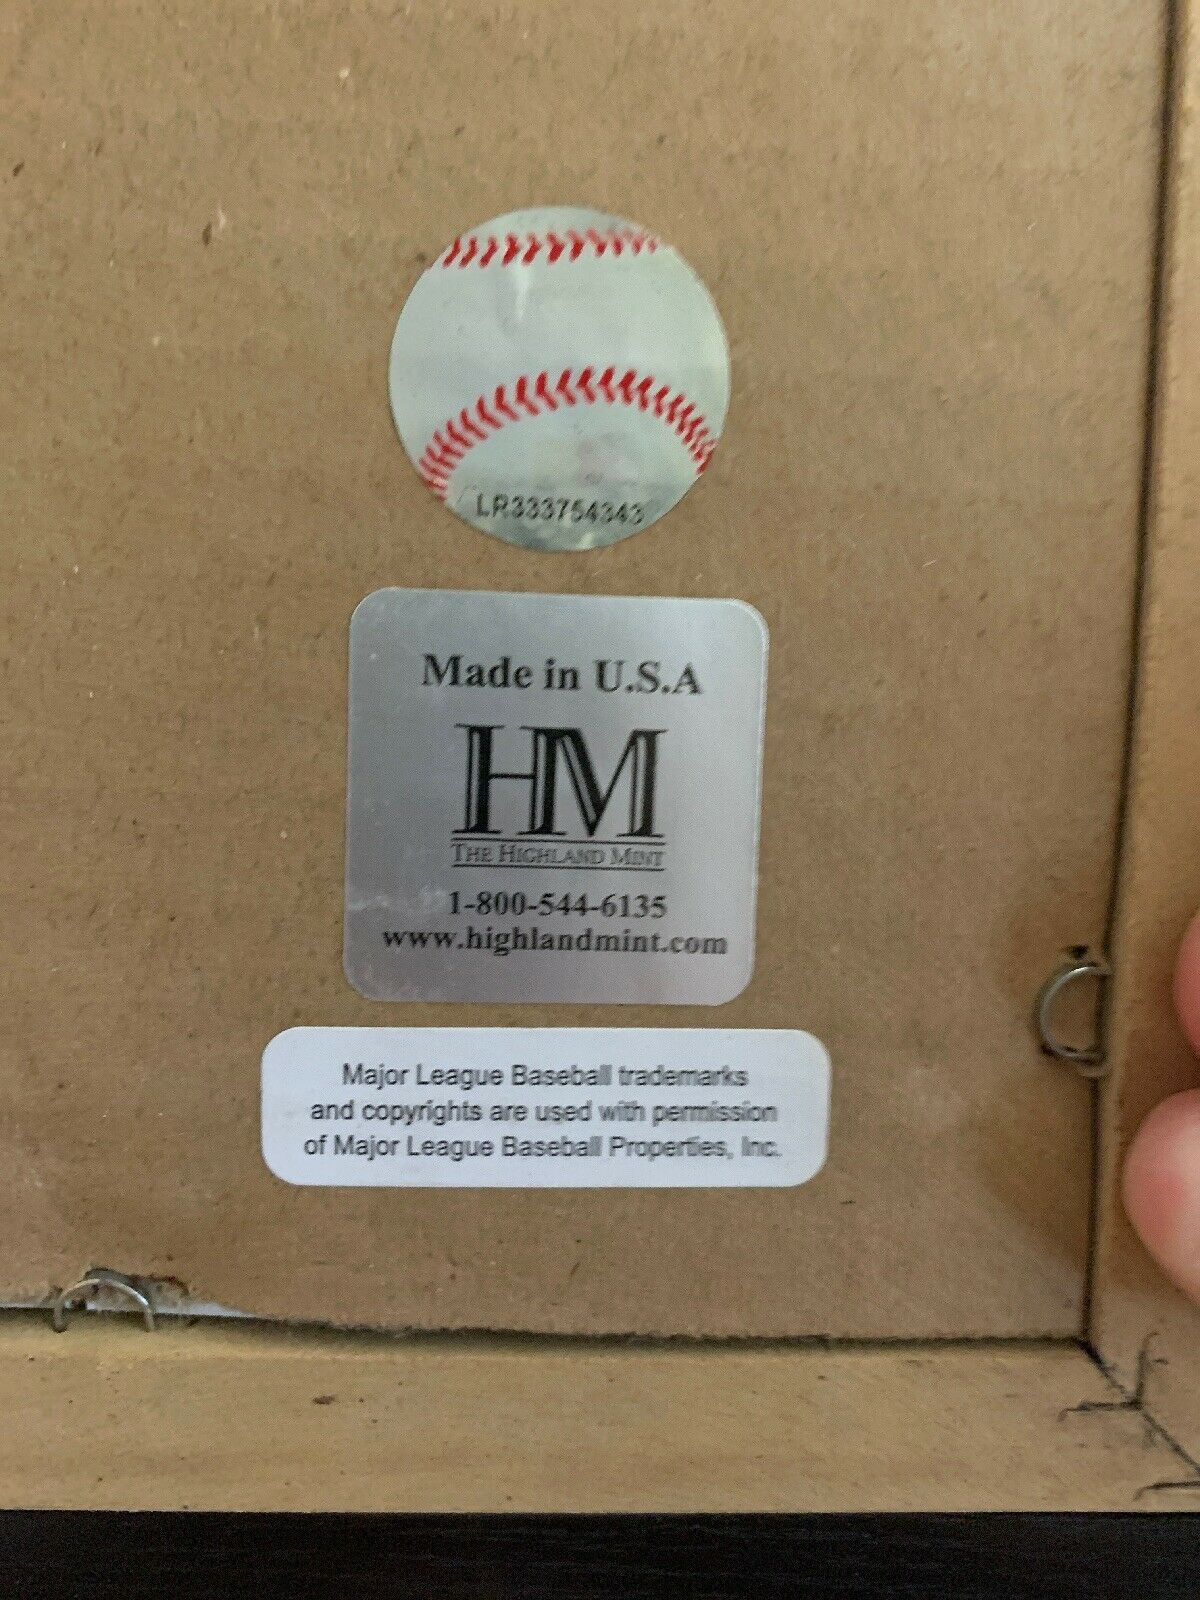 LR333754343
Made in U.S.A
HM
THE HIGHLAND MINT
1-800-544-6135
www.highlandmint.com
Major League Baseball trademarks
and copyrights are used with permission
of Major League Baseball Properties, Inc.